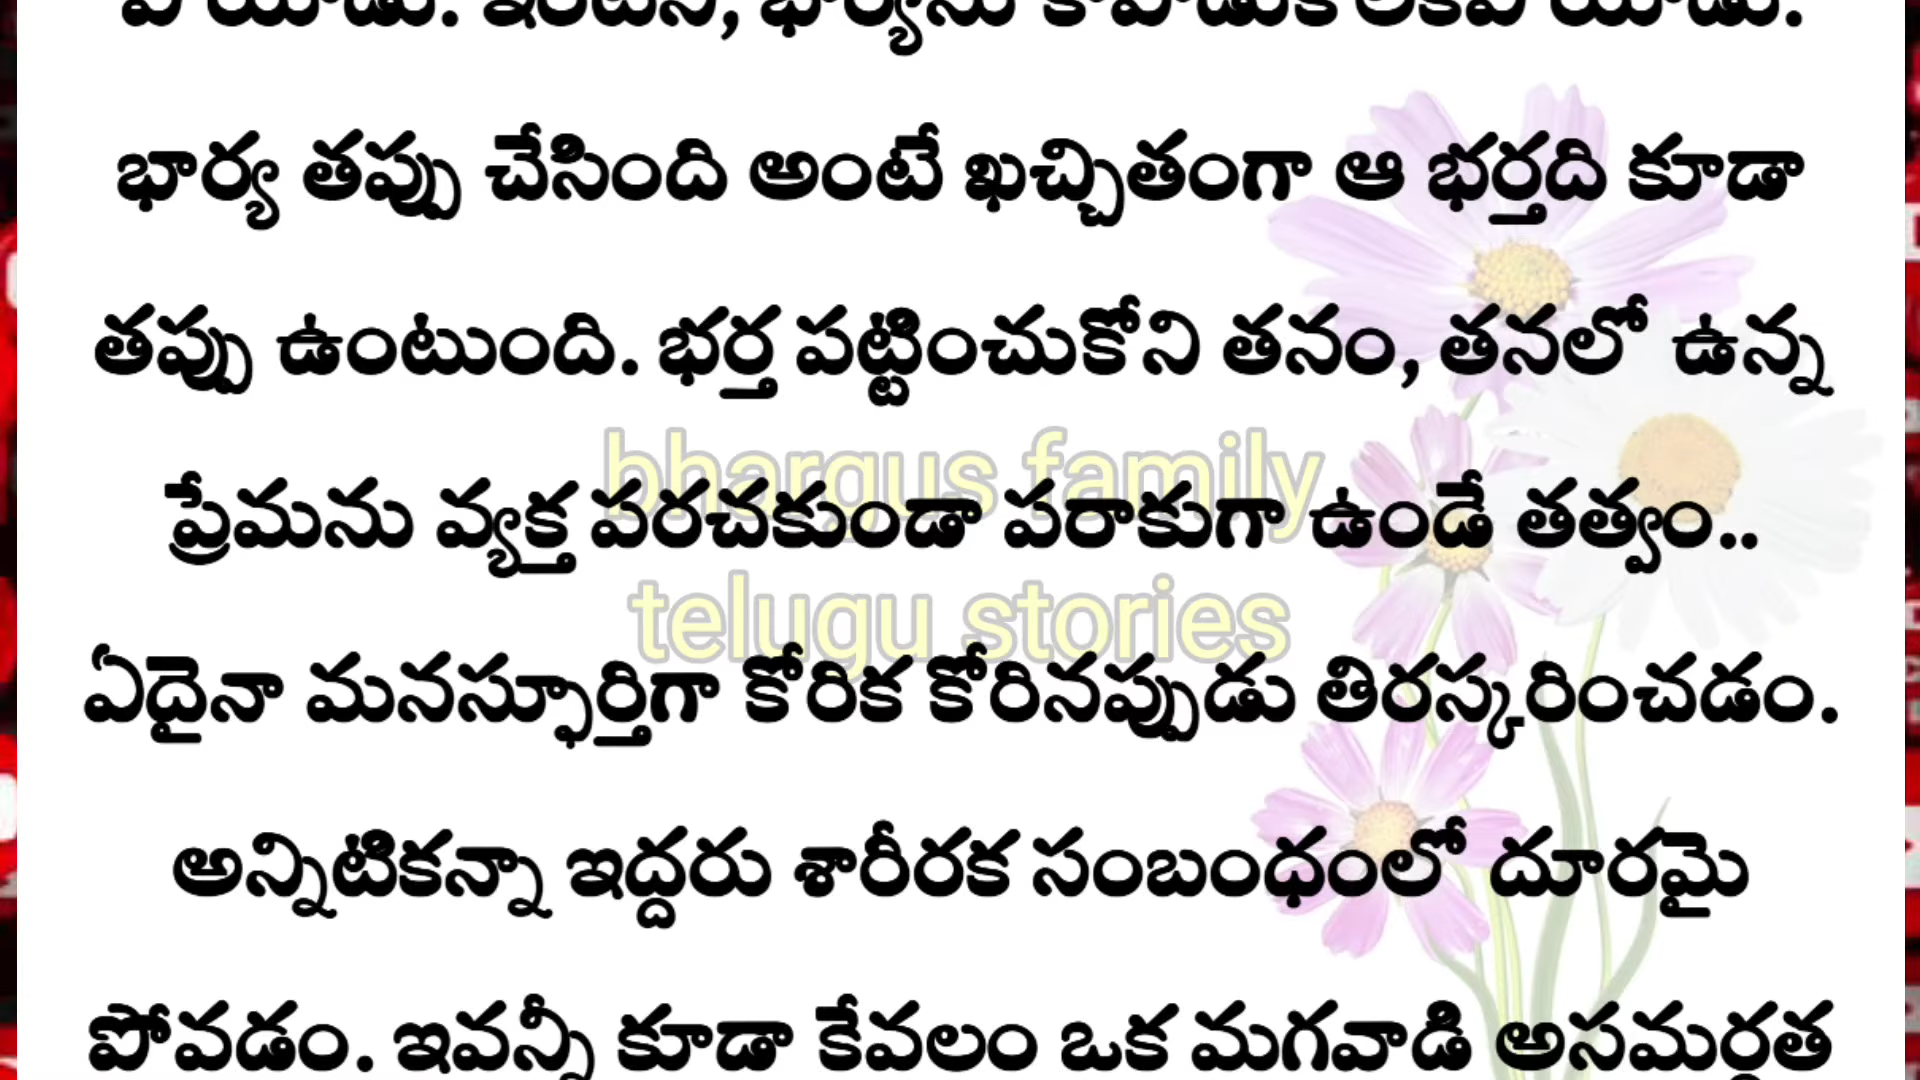 భార్యను కాపాడుకో
భార్య తప్పు చేసింది అంటే ఖచ్చితంగా ఆ భర్తది కూడా
తప్పు ఉంటుంది. భర్త పట్టించుకోని తనం, తనలో ఉన్న
bhargus family
ప్రేమను వ్యక్త పరచకుండా పరాకుగా ఉండే తత్వం..
telugu stories
ఏదైనా మనస్ఫూర్తిగా కోరిక కోరినప్పుడు తిరస్కరించడం.
అన్నిటికన్నా ఇద్దరు శారీరక సంబంధంలో దూరమై
పోవడం. ఇవన్నీ కూడా కేవలం ఒక మగవాడి అసమర్థత